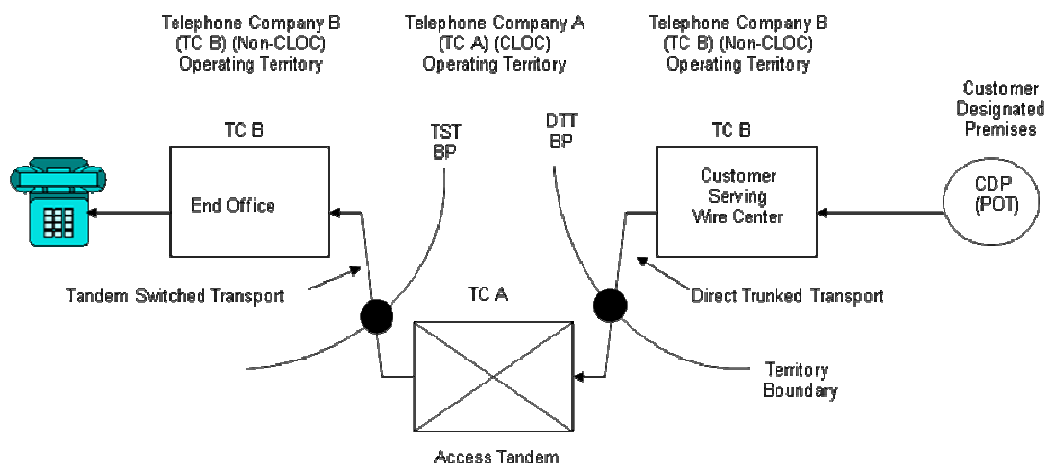 Telephone Company B
(TC B) (Non-CLOC)
Operating Territory
Telephone Company A
(TC A) (CLOC)
Operating Territory
Telephone Company B
(TC B) (Non-CLOC)
Operating Territory
Customer
Designated
Premises
TC B
TST
BP
DTT
BP
TC B
End Office
Customer
Serving
Wire Center
CDP
(POT)
Tandem Switched Transport
TC A
Direct Trunked Transport
Territory
Boundary
Access Tandem